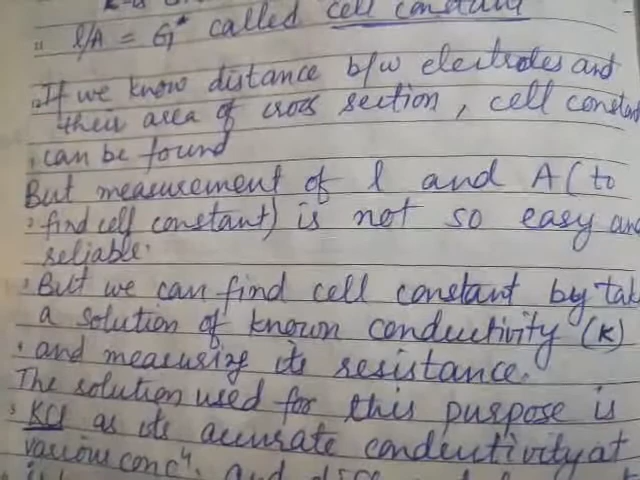 l/A = G* called cell constant
If we know distance b/w electrodes and
their area of cross section, cell constant
can be found
But measurement of l and A (to
find cell constant) is not so easy and
reliable.
But we can find cell constant by tak
a solution of known conductivity (K)
and measuring its resistance.
The solution used for this purpose is
KCl as its accurate conductivity at
various concⁿ. and